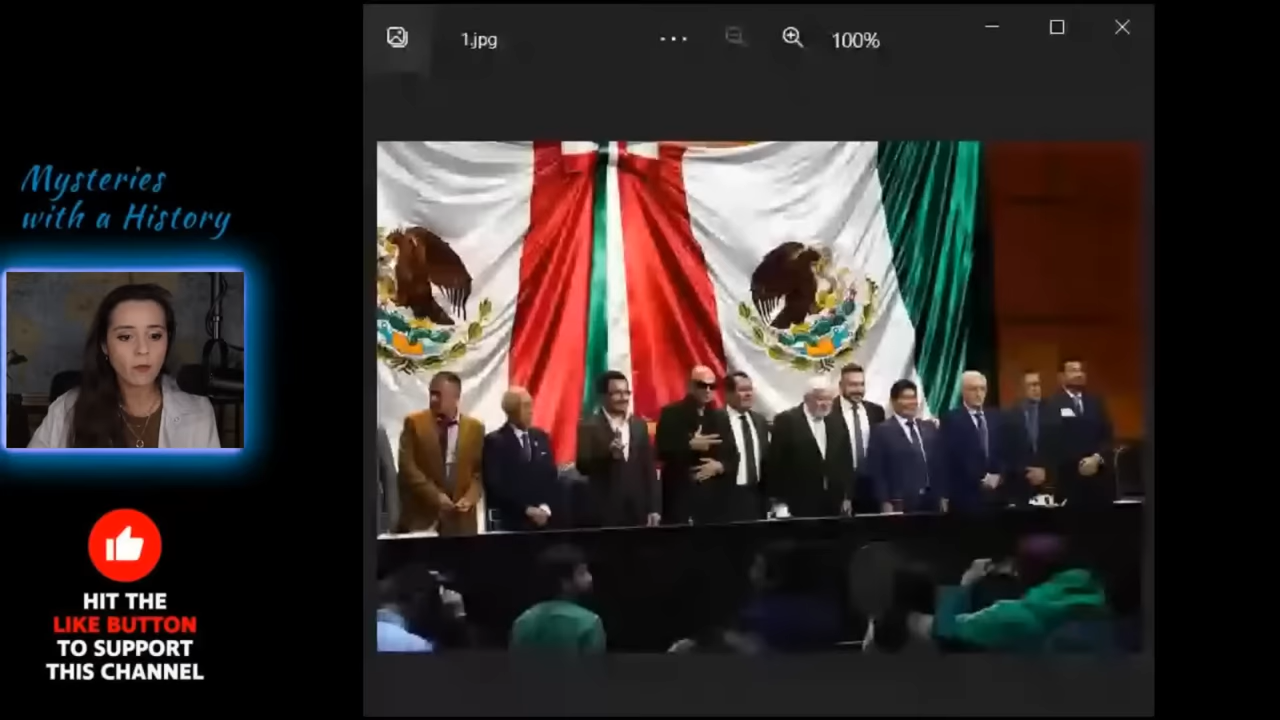 1.jpg
100%
Mysteries
with a History
HIT THE
LIKE BUTTON
TO SUPPORT
THIS CHANNEL